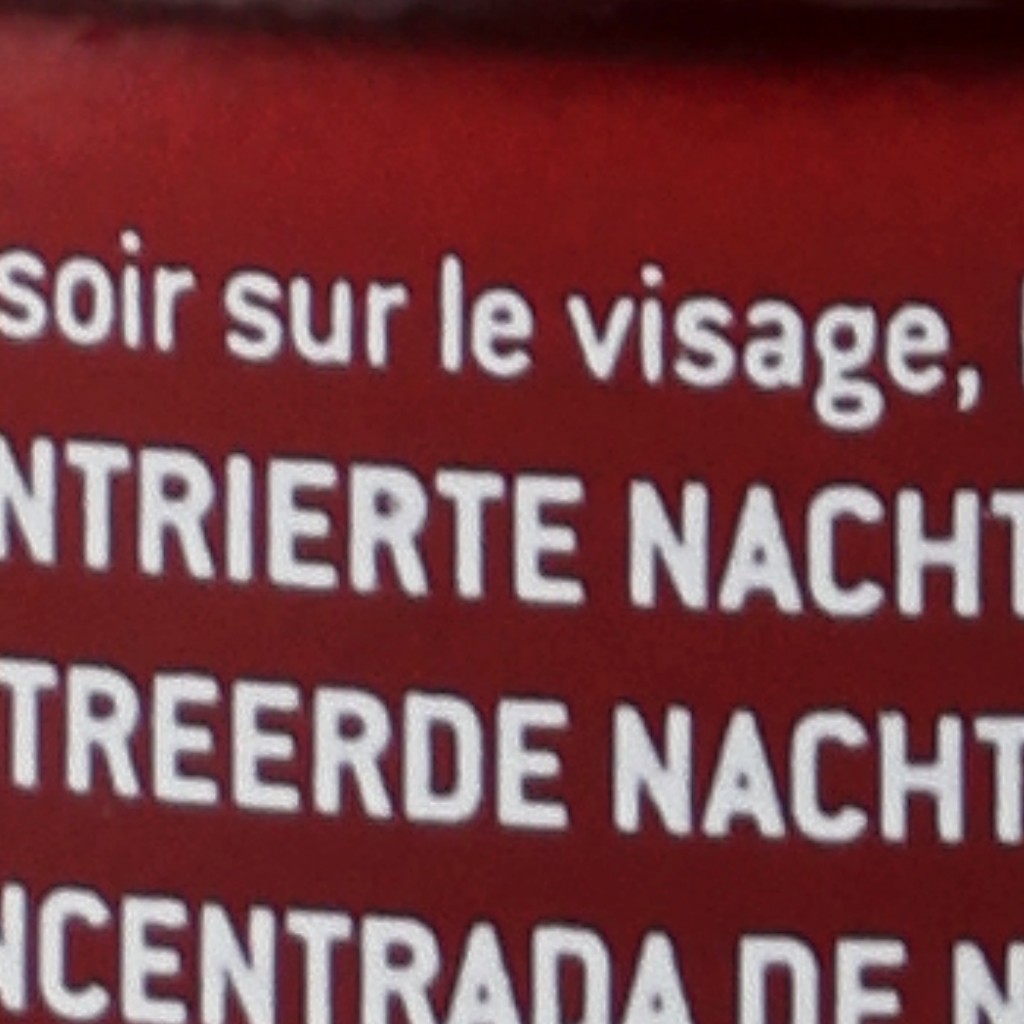 soir sur le visage,
NTRIERTE NACHT
TREERDE NACHT
NCENTRADA DE N